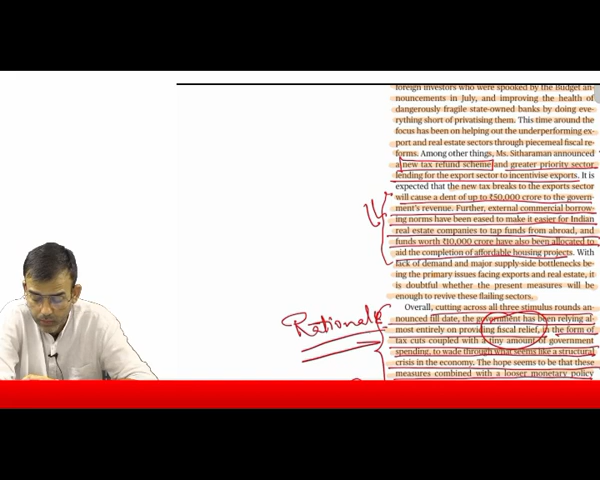 foreign investors who were spooked by the Budget an-
nouncements in July, and improving the health of
dangerously fragile state-owned banks by doing eve-
rything short of privatising them. This time around the
focus has been on helping out the underperforming ex-
port and real estate sectors through piecemeal fiscal re-
forms. Among other things, Ms. Sitharaman announced
a new tax refund scheme and greater priority sector
lending for the export sector to incentivise exports. It is
expected that the new tax breaks to the exports sector
will cause a dent of up to ₹50,000 crore to the govern-
ment's revenue. Further, external commercial borrow-
ing norms have been eased to make it easier for Indian
real estate companies to tap funds from abroad, and
funds worth ₹10,000 crore have also been allocated to
aid the completion of affordable housing projects. With
lack of demand and major supply-side bottlenecks be-
ing the primary issues facing exports and real estate, it
is doubtful whether the present measures will be
enough to revive these flailing sectors.
Overall, cutting across all three stimulus rounds an-
nounced till date, the government has been relying al-
most entirely on providing fiscal relief, in the form of
tax cuts coupled with a tiny amount of government
spending, to wade through what seems like a structural
crisis in the economy. The hope seems to be that these
measures combined with a looser monetary policy
Rationale